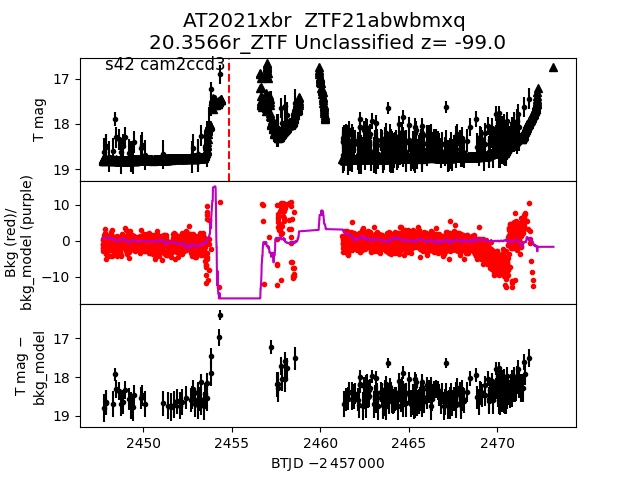 AT2021xbr  ZTF21abwbmxq
20.3566r_ZTF Unclassified z= -99.0
s42 cam2ccd3
17
18
19
T mag
10
0
−10
Bkg (red)/
bkg_model (purple)
17
18
19
T mag −
bkg_model
2450
2455
2460
2465
2470
BTJD −2 457 000